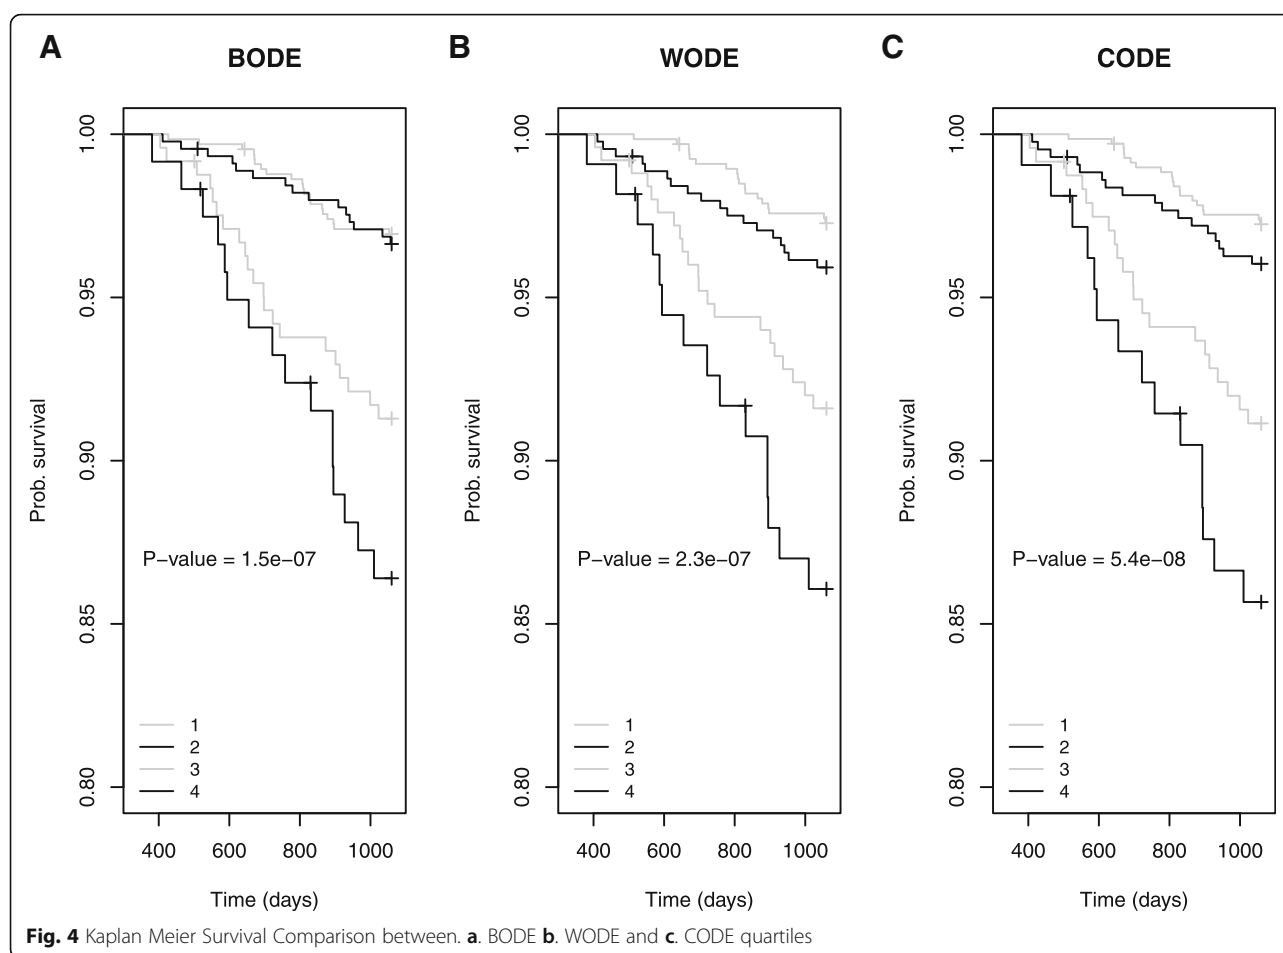 A
BODE
Prob. survival
1.00
0.95
0.90
0.85
0.80
P−value = 1.5e−07
1
2
3
4
400 600 800 1000
Time (days)
B
WODE
Prob. survival
1.00
0.95
0.90
0.85
0.80
P−value = 2.3e−07
1
2
3
4
400 600 800 1000
Time (days)
C
CODE
Prob. survival
1.00
0.95
0.90
0.85
0.80
P−value = 5.4e−08
1
2
3
4
400 600 800 1000
Time (days)
Fig. 4 Kaplan Meier Survival Comparison between. a. BODE b. WODE and c. CODE quartiles